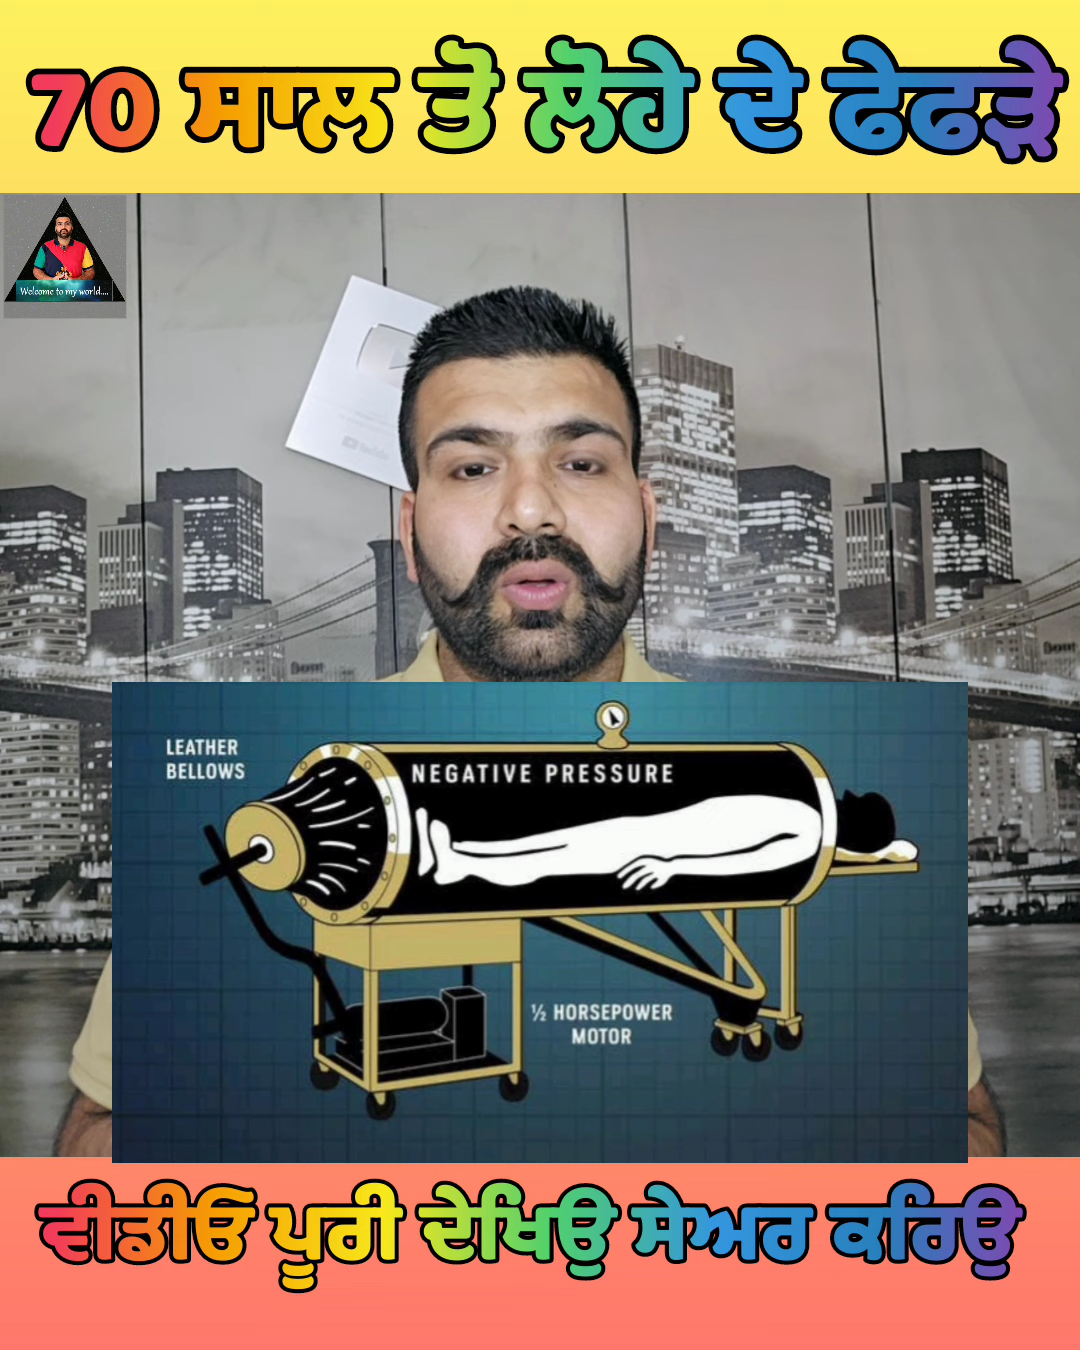 70 ਸਾਲ ਤੋ ਲੋਹੇ ਦੇ ਫੇਫੜੇ
Welcome to my world....
LEATHER
BELLOWS
NEGATIVE PRESSURE
½ HORSEPOWER
MOTOR
ਵੀਡੀਓ ਪੂਰੀ ਦੇਖਿਉ ਸੇਅਰ ਕਰਿਉ